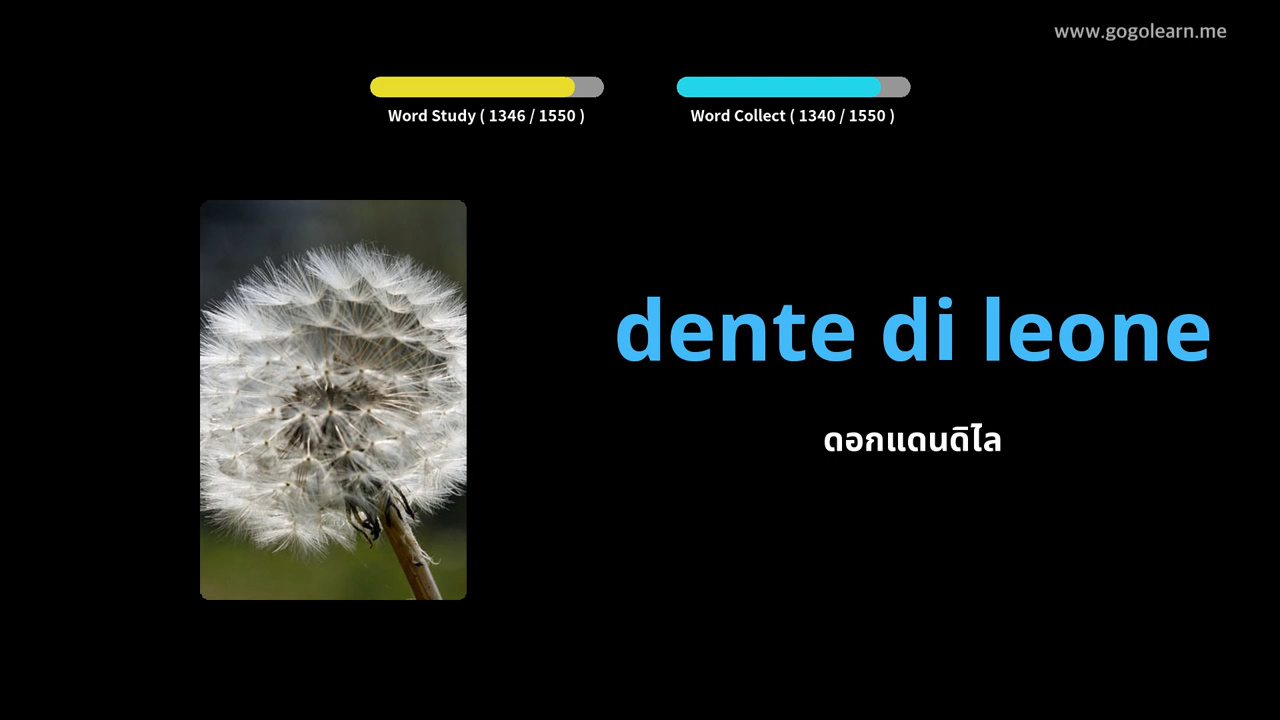 www.gogolearn.me
Word Study ( 1346 / 1550 )
Word Collect ( 1340 / 1550 )
dente di leone
ดอกแดนดิไล